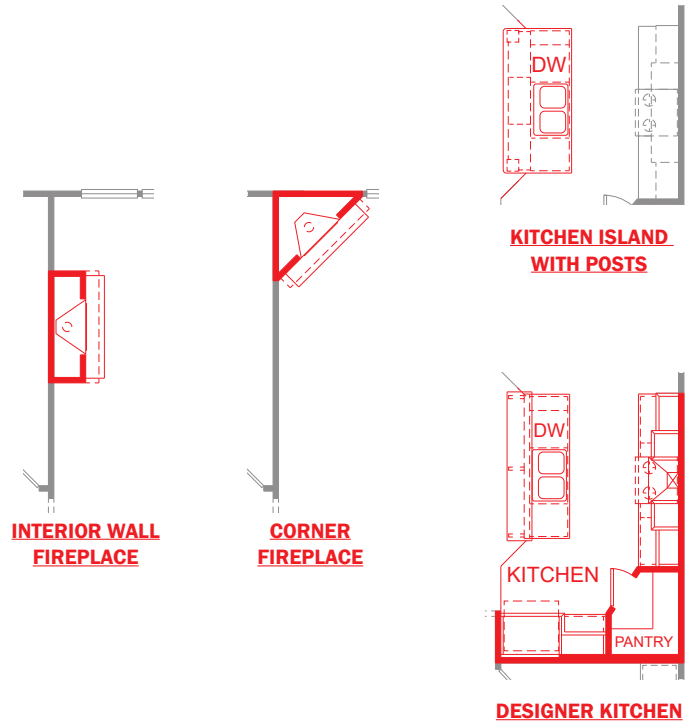 DW
KITCHEN ISLAND
WITH POSTS
INTERIOR WALL
FIREPLACE
CORNER
FIREPLACE
DW
KITCHEN
PANTRY
DESIGNER KITCHEN